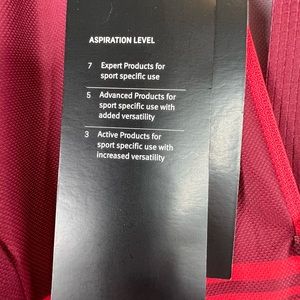 ASPIRATION LEVEL
7 Expert Products for
sport specific use
5 Advanced Products for
sport specific use with
added versatility
3 Active Products for
sport specific use with
increased versatility